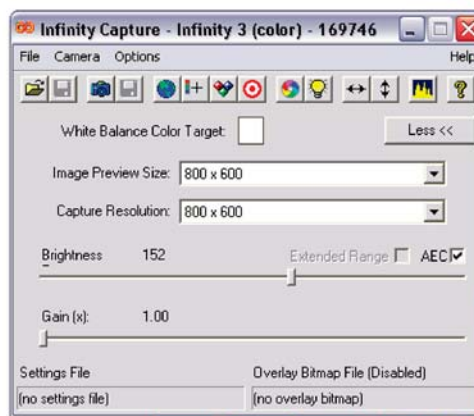 Infinity Capture - Infinity 3 (color) - 169746
File Camera Options Help
White Balance Color Target: Less <<
Image Preview Size: 800 x 600
Capture Resolution: 800 x 600
Brightness 152 Extended Range AEC
Gain (x): 1.00
Settings File Overlay Bitmap File (Disabled)
(no settings file) (no overlay bitmap)